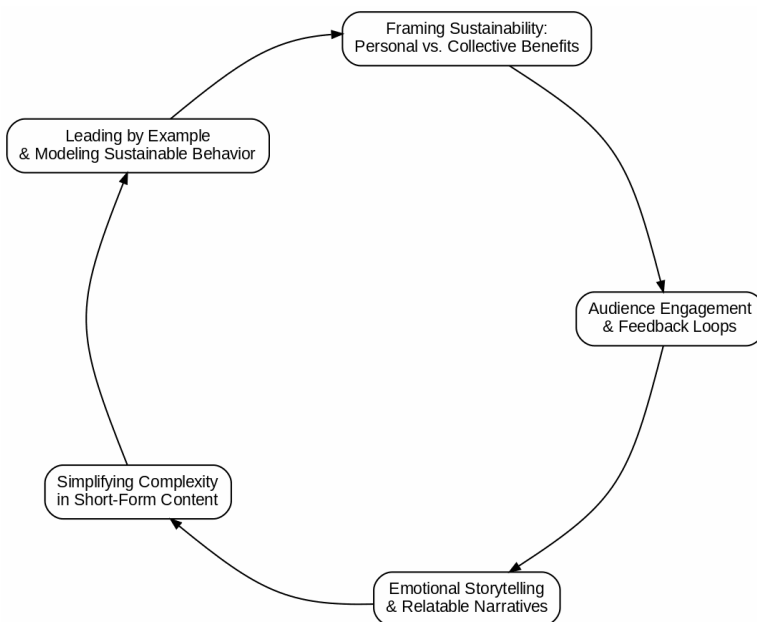 Framing Sustainability:
Personal vs. Collective Benefits
Leading by Example
& Modeling Sustainable Behavior
Audience Engagement
& Feedback Loops
Simplifying Complexity
in Short-Form Content
Emotional Storytelling
& Relatable Narratives